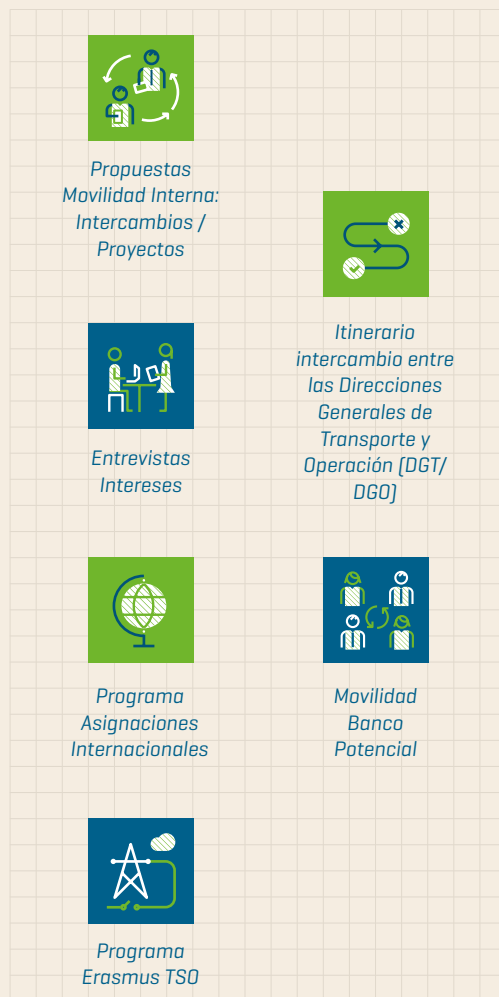 Propuestas
Movilidad Interna:
Intercambios /
Proyectos
Itinerario
intercambio entre
las Direcciones
Generales de
Transporte y
Operación (DGT/
DGO)
Entrevistas
Intereses
Programa
Asignaciones
Internacionales
Movilidad
Banco
Potencial
Programa
Erasmus TSO